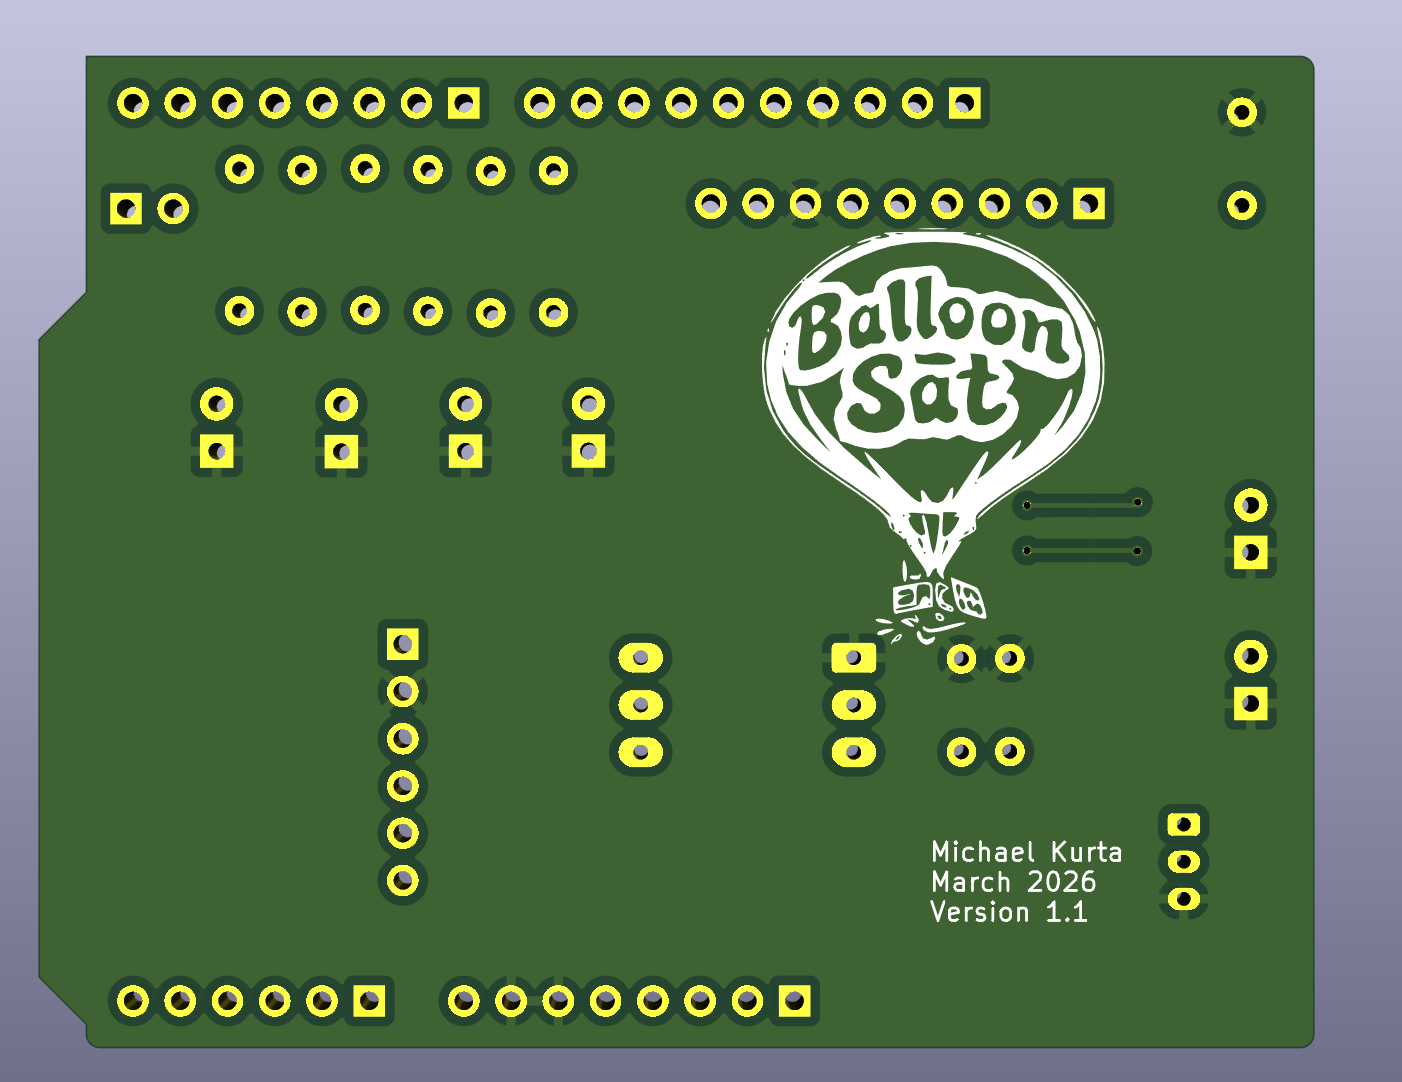 Balloon
Sat
Michael Kurta
March 2026
Version 1.1